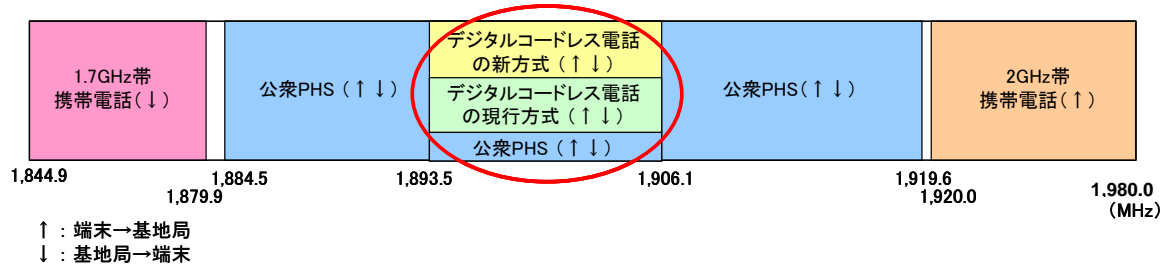 1.7GHz帯
携帯電話(↓)
公衆PHS(↑↓)
デジタルコードレス電話
の新方式(↑↓)
デジタルコードレス電話
の現行方式(↑↓)
公衆PHS(↑↓)
公衆PHS(↑↓)
2GHz帯
携帯電話(↑)
1,844.9
1,879.9
1,884.5
1,893.5
1,906.1
1,919.6
1,920.0
1,980.0
(MHz)
↑:端末→基地局
↓:基地局→端末